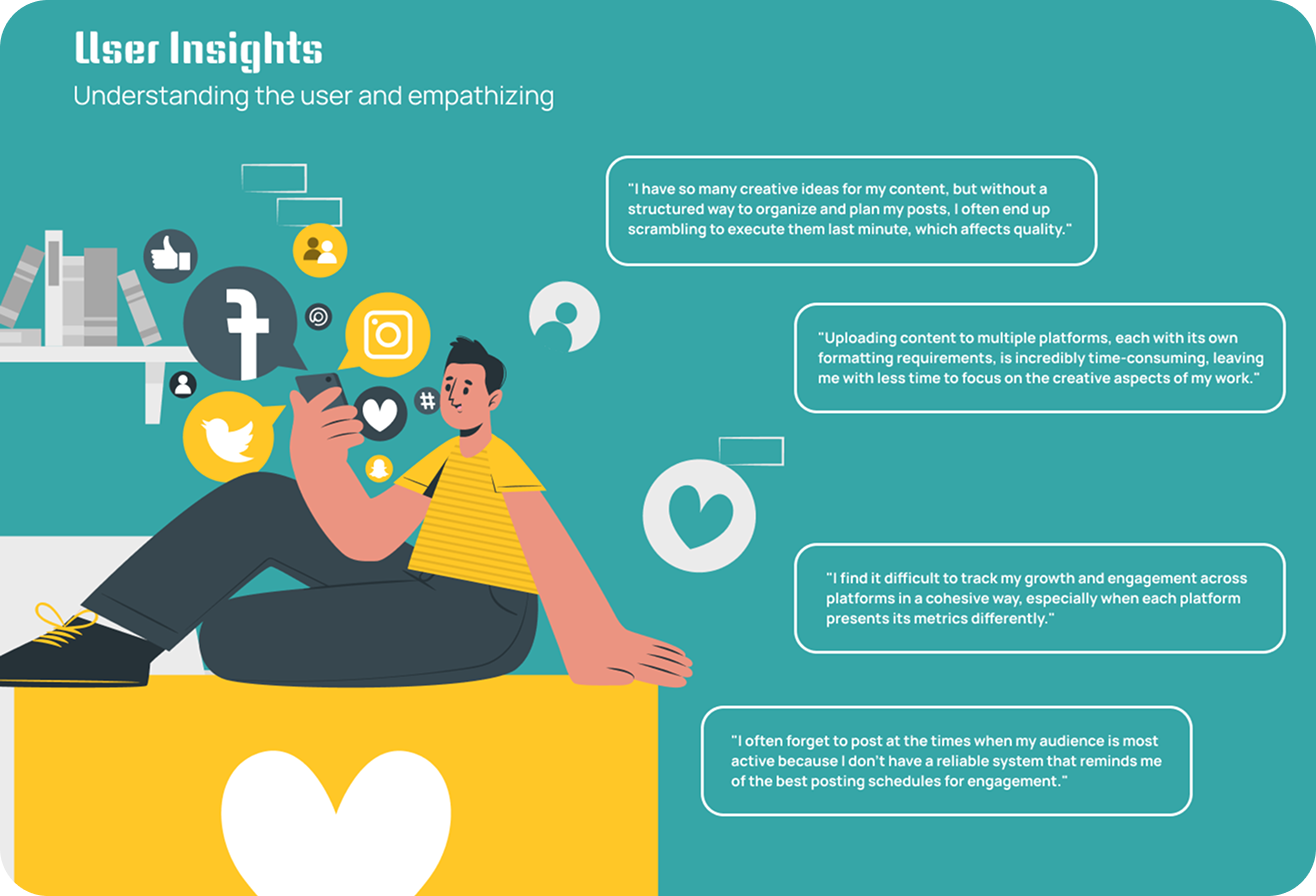 User Insights
Understanding the user and empathizing
"I have so many creative ideas for my content, but without a
structured way to organize and plan my posts, I often end up
scrambling to execute them last minute, which affects quality."
"Uploading content to multiple platforms, each with its own
formatting requirements, is incredibly time-consuming, leaving
me with less time to focus on the creative aspects of my work."
"I find it difficult to track my growth and engagement across
platforms in a cohesive way, especially when each platform
presents its metrics differently."
"I often forget to post at the times when my audience is most
active because I don't have a reliable system that reminds me
of the best posting schedules for engagement."